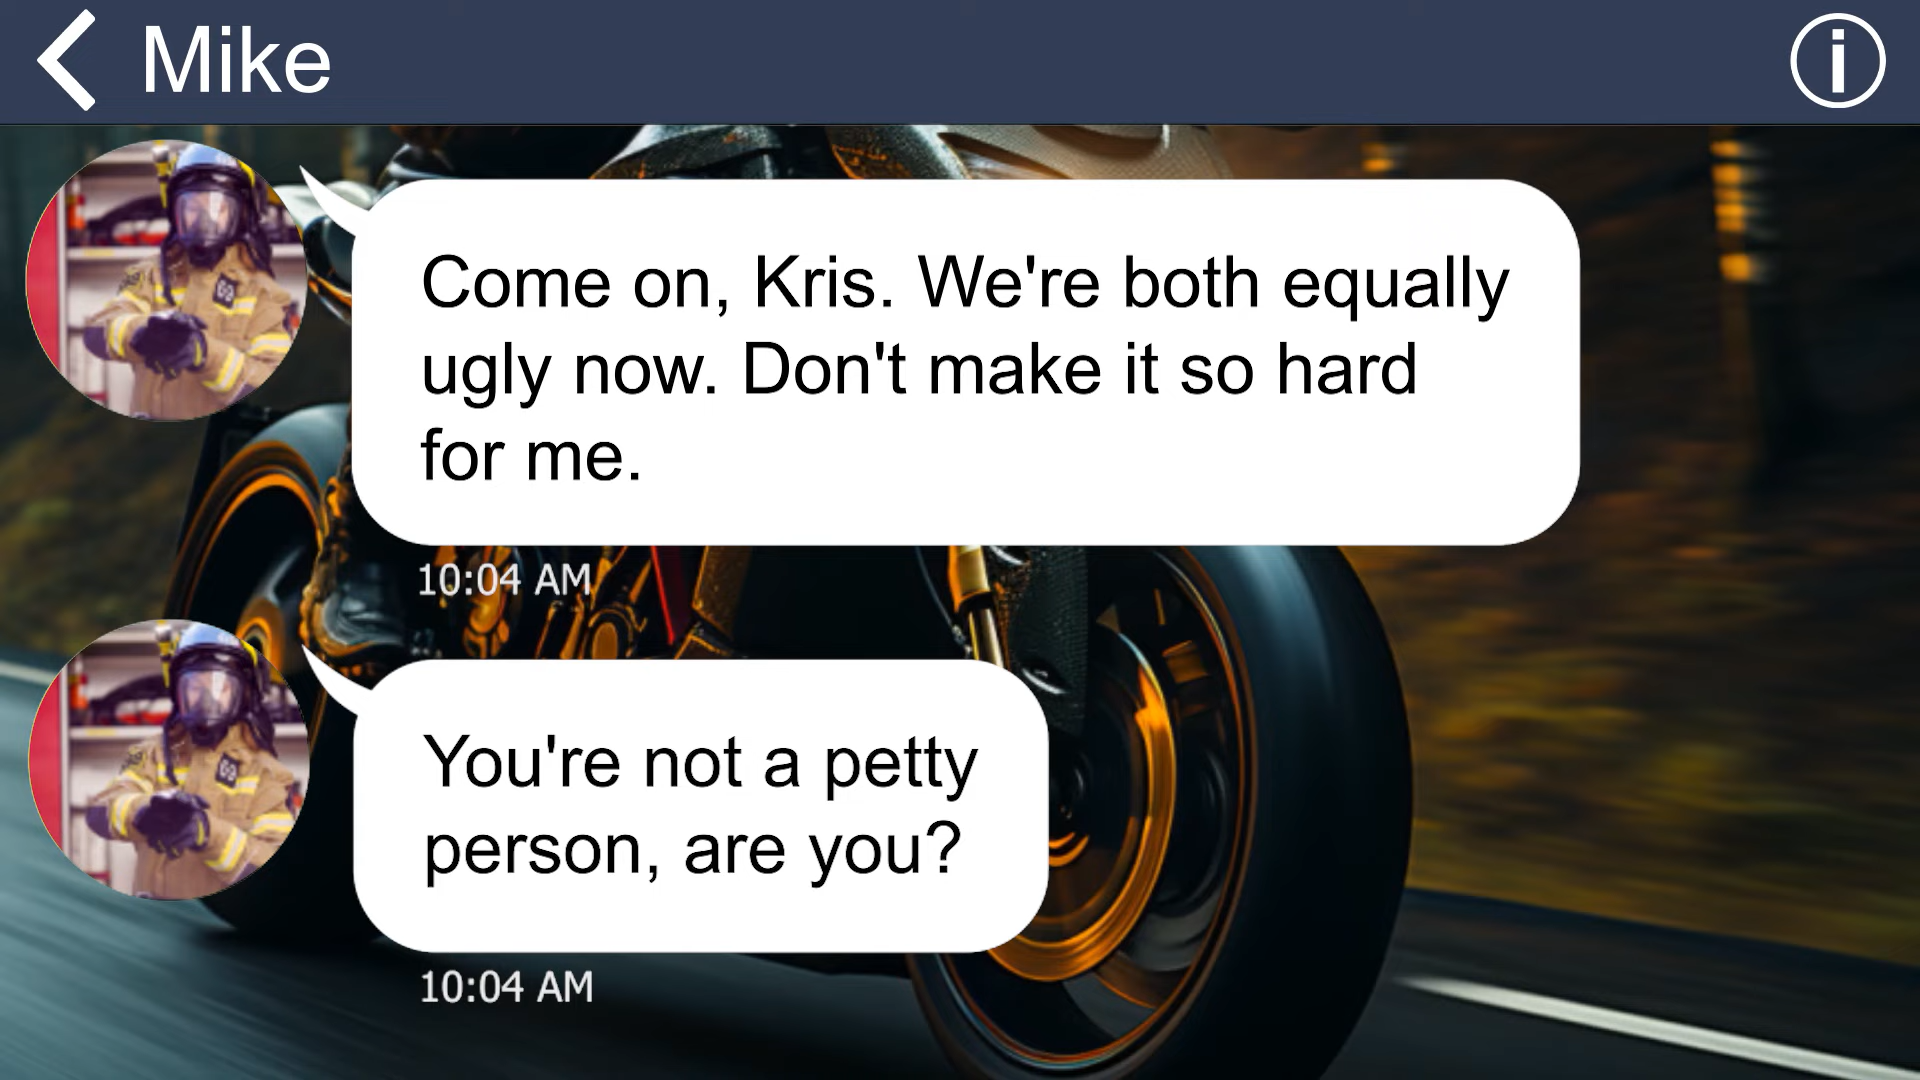 Mike
Come on, Kris. We're both equally
ugly now. Don't make it so hard
for me.
10:04 AM
You're not a petty
person, are you?
10:04 AM